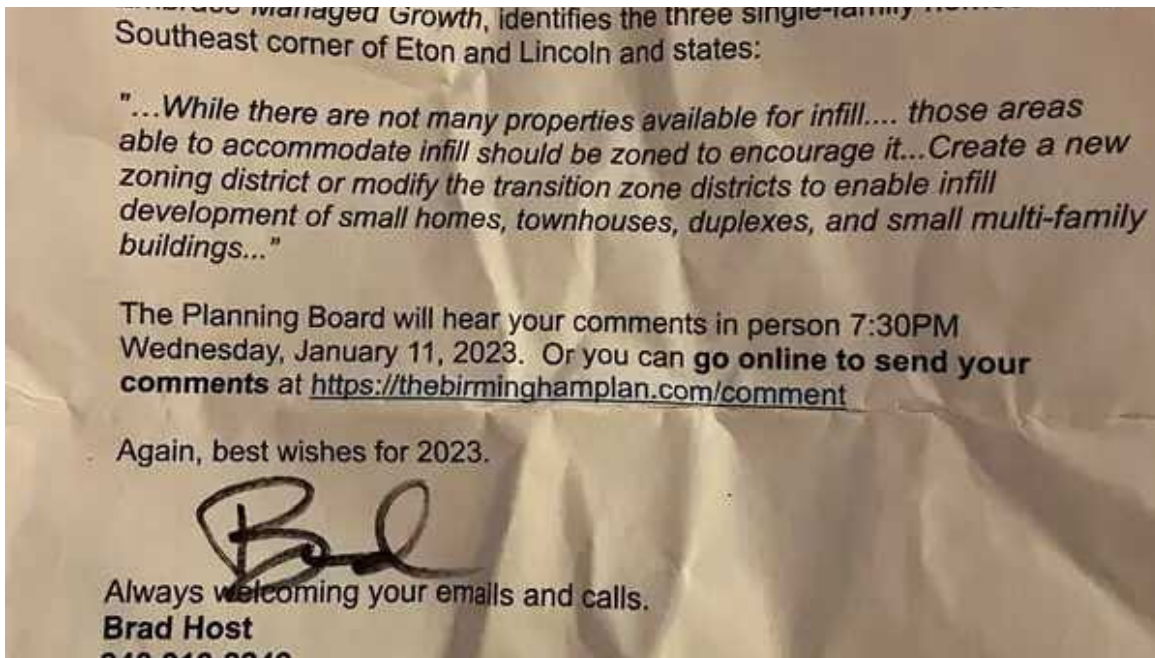 Managed Growth, identifies the three single-family
Southeast corner of Eton and Lincoln and states:
"...While there are not many properties available for infill.... those areas
able to accommodate infill should be zoned to encourage it...Create a new
zoning district or modify the transition zone districts to enable infill
development of small homes, townhouses, duplexes, and small multi-family
buildings..."
The Planning Board will hear your comments in person 7:30PM
Wednesday, January 11, 2023. Or you can go online to send your
comments at https://thebirminghamplan.com/comment
Again, best wishes for 2023.
Brad
Always welcoming your emails and calls.
Brad Host